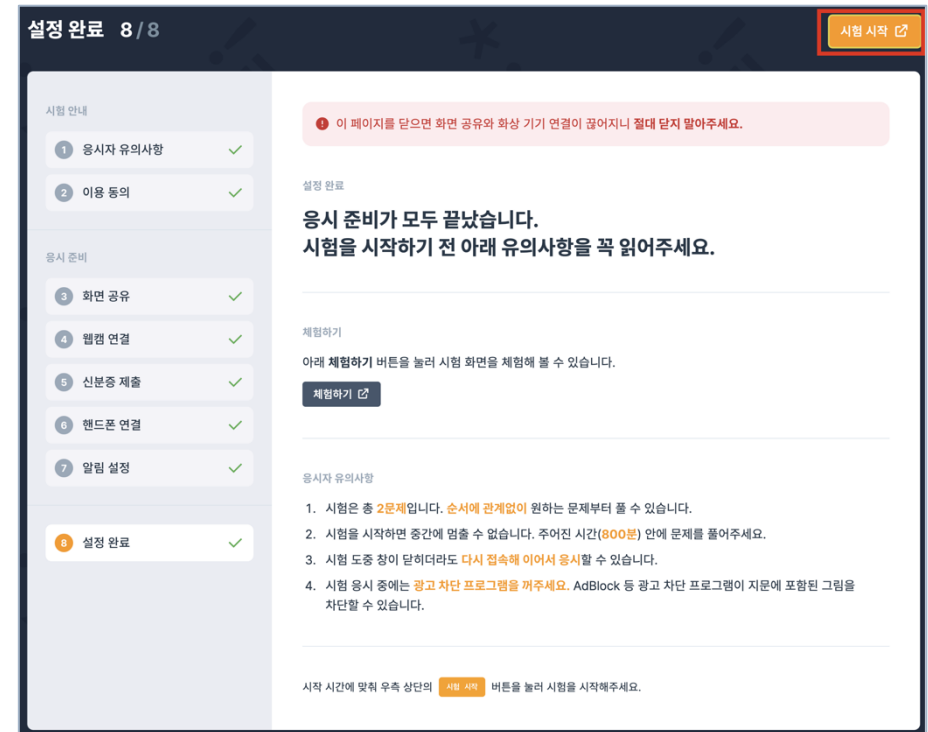 설정 완료 8/8
시험 시작
시험 안내
1 응시자 유의사항
2 이용 동의
응시 준비
3 화면 공유
4 웹캠 연결
5 신분증 제출
6 핸드폰 연결
7 알림 설정
8 설정 완료
이 페이지를 닫으면 화면 공유와 화상 기기 연결이 끊어지니 절대 닫지 말아주세요.
설정 완료
응시 준비가 모두 끝났습니다.
시험을 시작하기 전 아래 유의사항을 꼭 읽어주세요.
체험하기
아래 체험하기 버튼을 눌러 시험 화면을 체험해 볼 수 있습니다.
체험하기
응시자 유의사항
1. 시험은 총 2문제입니다. 순서에 관계없이 원하는 문제부터 풀 수 있습니다.
2. 시험을 시작하면 중간에 멈출 수 없습니다. 주어진 시간(800분) 안에 문제를 풀어주세요.
3. 시험 도중 창이 닫히더라도 다시 접속해 이어서 응시할 수 있습니다.
4. 시험 응시 중에는 광고 차단 프로그램을 꺼주세요. AdBlock 등 광고 차단 프로그램이 지문에 포함된 그림을
차단할 수 있습니다.
시작 시간에 맞춰 우측 상단의 시험 시작 버튼을 눌러 시험을 시작해주세요.